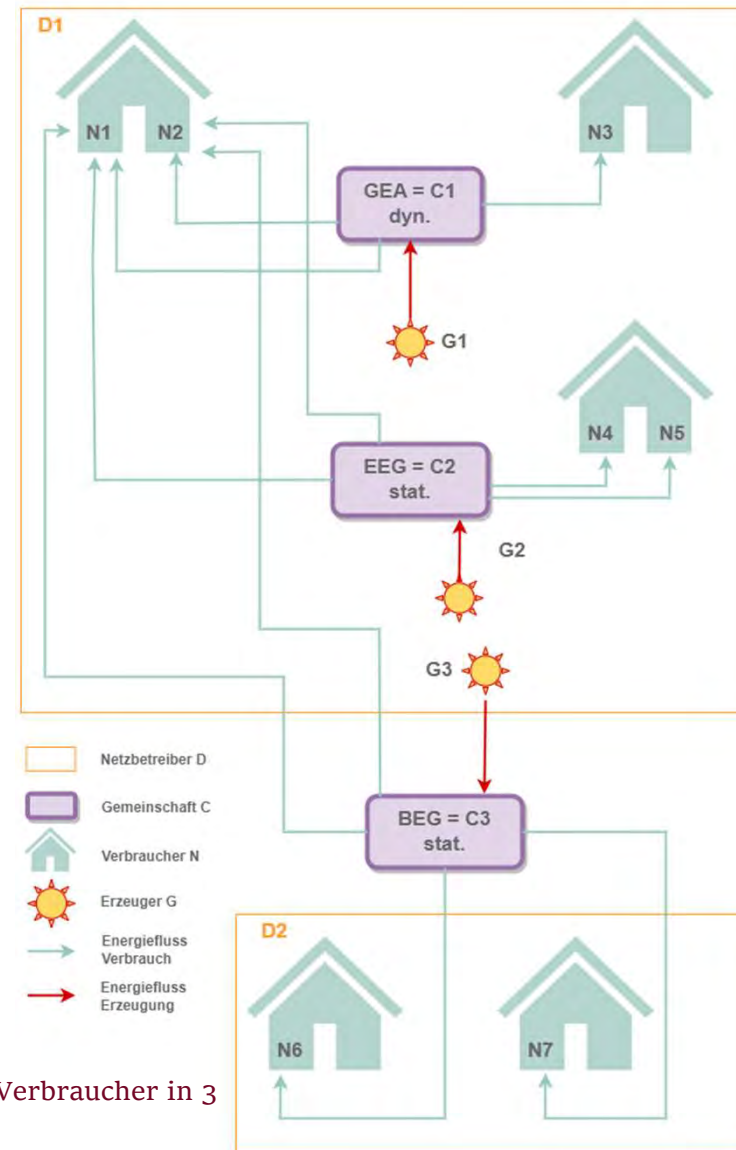 D1
N1 N2
N3
GEA = C1
dyn.
G1
N4 N5
EEG = C2
stat.
G2
G3
Netzbetreiber D
Gemeinschaft C
Verbraucher N
Erzeuger G
Energiefluss
Verbrauch
Energiefluss
Erzeugung
BEG = C3
stat.
D2
N6
N7
Verbraucher in 3